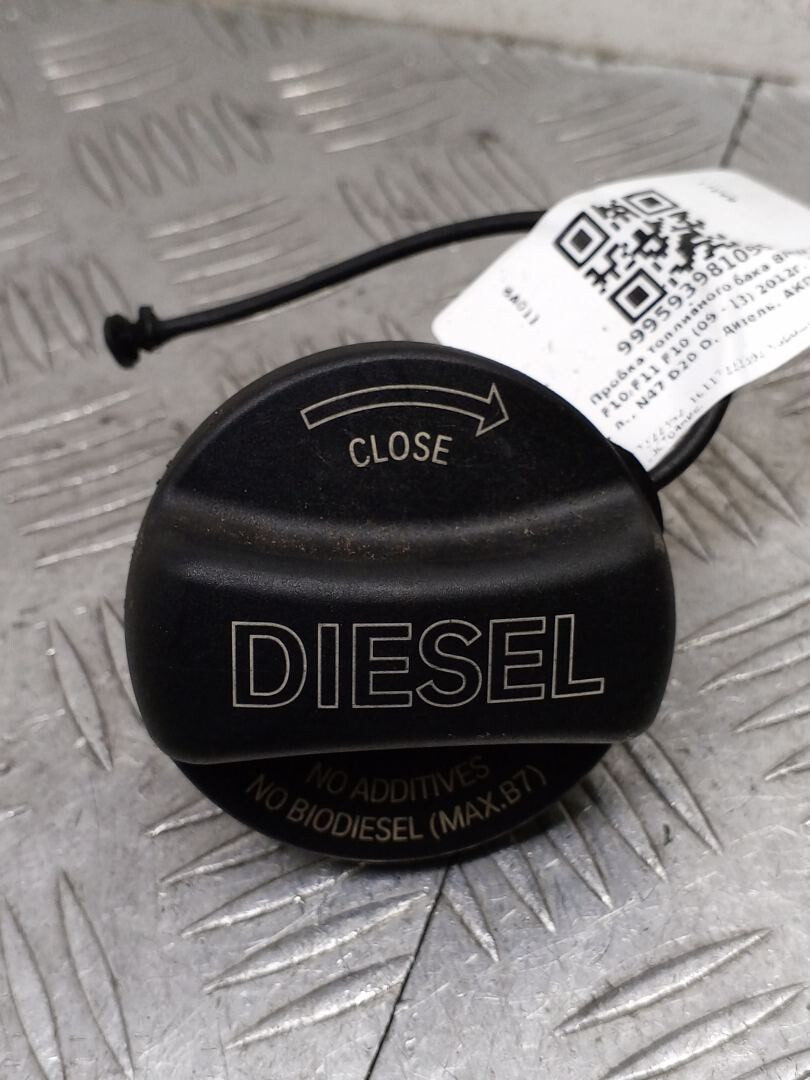 9995939810
Пробка топливного бака
F10,F11 F10 (09 - 13) 2012г.
п., N47 D20 D, Дизель, АК
CLOSE
DIESEL
NO ADDITIVES
NO BIODIESEL (MAX.B7)